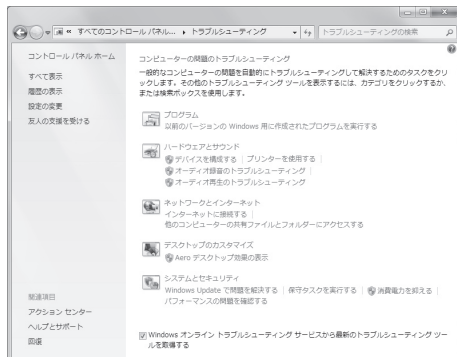 « すべてのコントロール パネル... ▸ トラブルシューティング
トラブルシューティングの検索
コントロール パネル ホーム
すべて表示
履歴の表示
設定の変更
友人の支援を受ける
コンピューターの問題のトラブルシューティング
一般的なコンピューターの問題を自動的にトラブルシューティングして解決するためのタスクをクリ
ックします。その他のトラブルシューティング ツールを表示するには、カテゴリをクリックするか、
または検索ボックスを使用します。
プログラム
以前のバージョンの Windows 用に作成されたプログラムを実行する
ハードウェアとサウンド
デバイスを構成する | プリンターを使用する |
オーディオ録音のトラブルシューティング |
オーディオ再生のトラブルシューティング
ネットワークとインターネット
インターネットに接続する |
他のコンピューターの共有ファイルとフォルダーにアクセスする
デスクトップのカスタマイズ
Aero デスクトップ効果の表示
システムとセキュリティ
Windows Update で問題を解決する | 保守タスクを実行する | 消費電力を抑える |
パフォーマンスの問題を確認する
Windows オンライン トラブルシューティング サービスから最新のトラブルシューティング ツー
ルを取得する
関連項目
アクション センター
ヘルプとサポート
回復